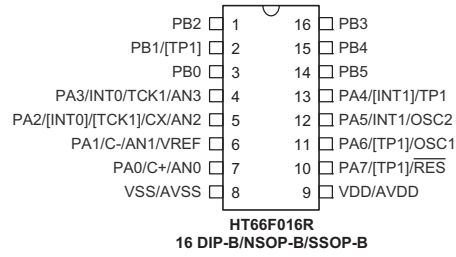 PB2 1 16 PB3
PB1/[TP1] 2 15 PB4
PB0 3 14 PB5
PA3/INT0/TCK1/AN3 4 13 PA4/[INT1]/TP1
PA2/[INT0]/[TCK1]/CX/AN2 5 12 PA5/INT1/OSC2
PA1/C-/AN1/VREF 6 11 PA6/[TP1]/OSC1
PA0/C+/AN0 7 10 PA7/[TP1]/RES
VSS/AVSS 8 9 VDD/AVDD
HT66F016R
16 DIP-B/NSOP-B/SSOP-B